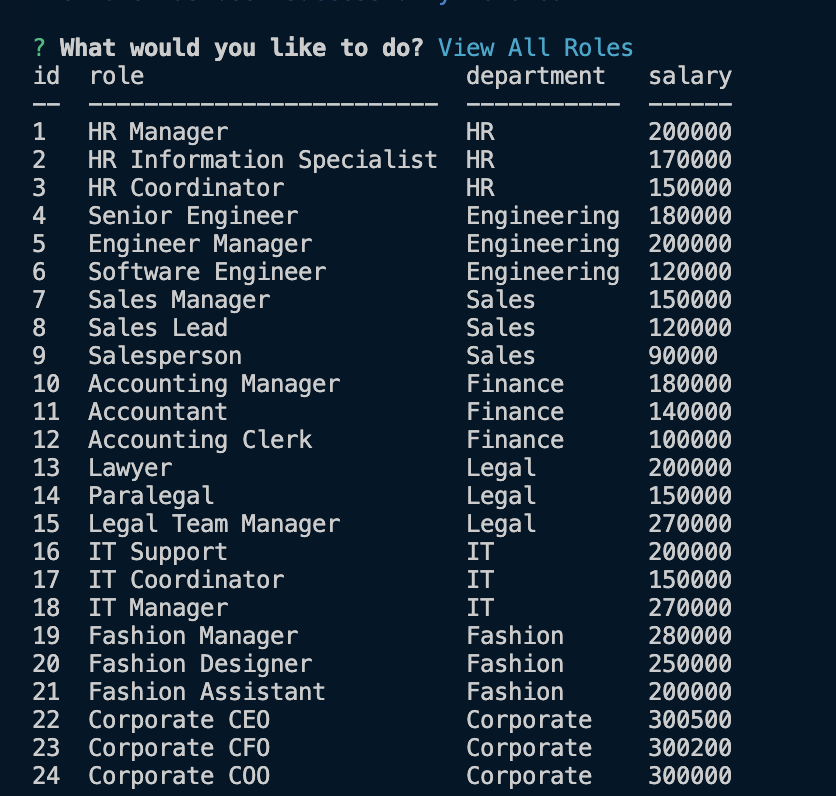 ? What would you like to do? View All Roles
id  role                       department   salary
--  -------------------------  -----------  ------
1   HR Manager                 HR           200000
2   HR Information Specialist  HR           170000
3   HR Coordinator             HR           150000
4   Senior Engineer            Engineering  180000
5   Engineer Manager           Engineering  200000
6   Software Engineer          Engineering  120000
7   Sales Manager              Sales        150000
8   Sales Lead                 Sales        120000
9   Salesperson                Sales        90000
10  Accounting Manager         Finance      180000
11  Accountant                 Finance      140000
12  Accounting Clerk           Finance      100000
13  Lawyer                     Legal        200000
14  Paralegal                  Legal        150000
15  Legal Team Manager         Legal        270000
16  IT Support                 IT           200000
17  IT Coordinator             IT           150000
18  IT Manager                 IT           270000
19  Fashion Manager            Fashion      280000
20  Fashion Designer           Fashion      250000
21  Fashion Assistant          Fashion      200000
22  Corporate CEO              Corporate    300500
23  Corporate CFO              Corporate    300200
24  Corporate COO              Corporate    300000